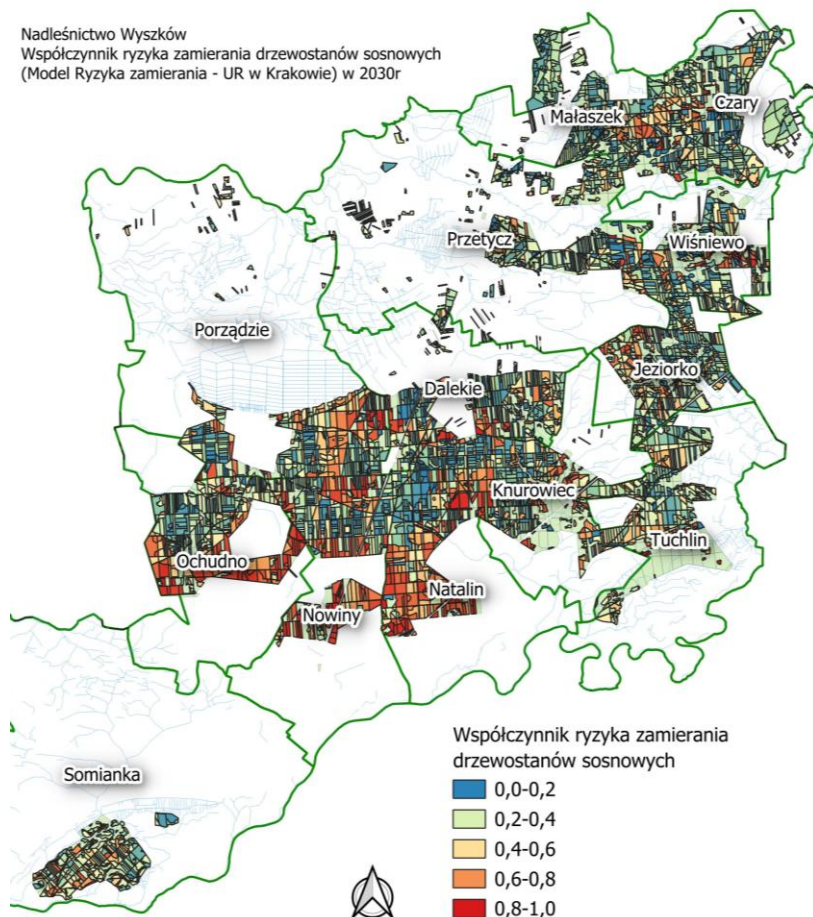 Nadleśnictwo Wyszków
Współczynnik ryzyka zamierania drzewostanów sosnowych
(Model Ryzyka zamierania - UR w Krakowie) w 2030r
Czary
Małaszek
Przetycz
Wiśniewo
Porządzie
Jeziorko
Dalekie
Knurowiec
Tuchlin
Ochudno
Natalin
Nowiny
Somianka
Współczynnik ryzyka zamierania
drzewostanów sosnowych
0,0-0,2
0,2-0,4
0,4-0,6
0,6-0,8
0,8-1,0